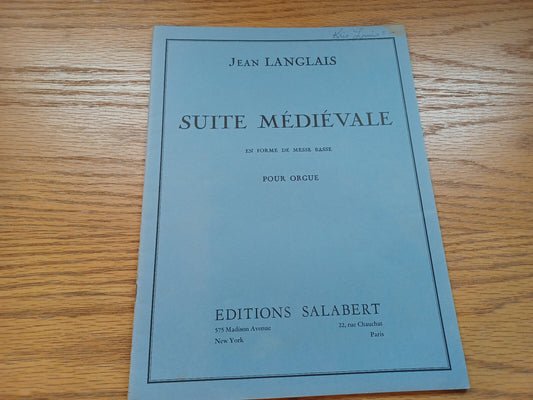 JEAN LANGLAIS
SUITE MÉDIÉVALE
EN FORME DE MESSE BASSE
POUR ORGUE
EDITIONS SALABERT
575 Madison Avenue
New York
22, rue Chauchat
Paris